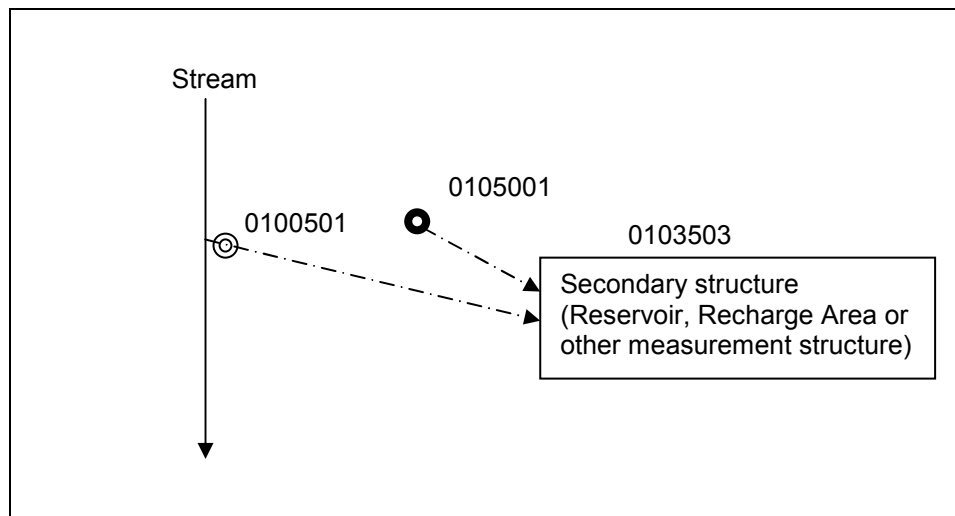 Stream
0105001
0100501
0103503
Secondary structure
(Reservoir, Recharge Area or
other measurement structure)